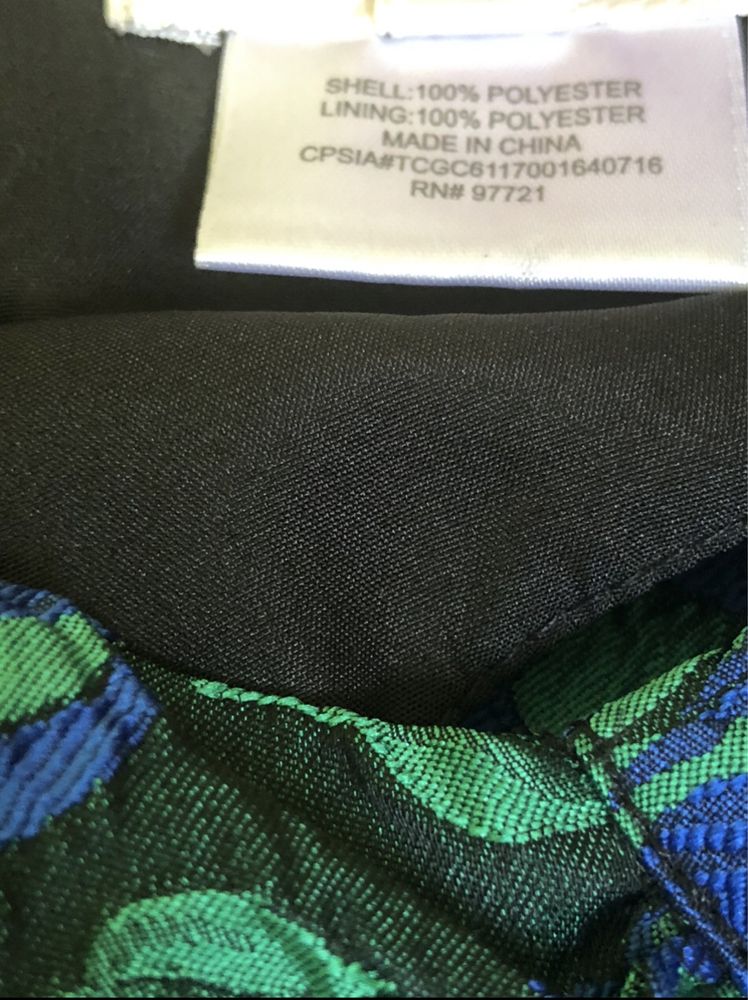 SHELL:100% POLYESTER
LINING:100% POLYESTER
MADE IN CHINA
CPSIA#TCGC6117001640716
RN# 97721